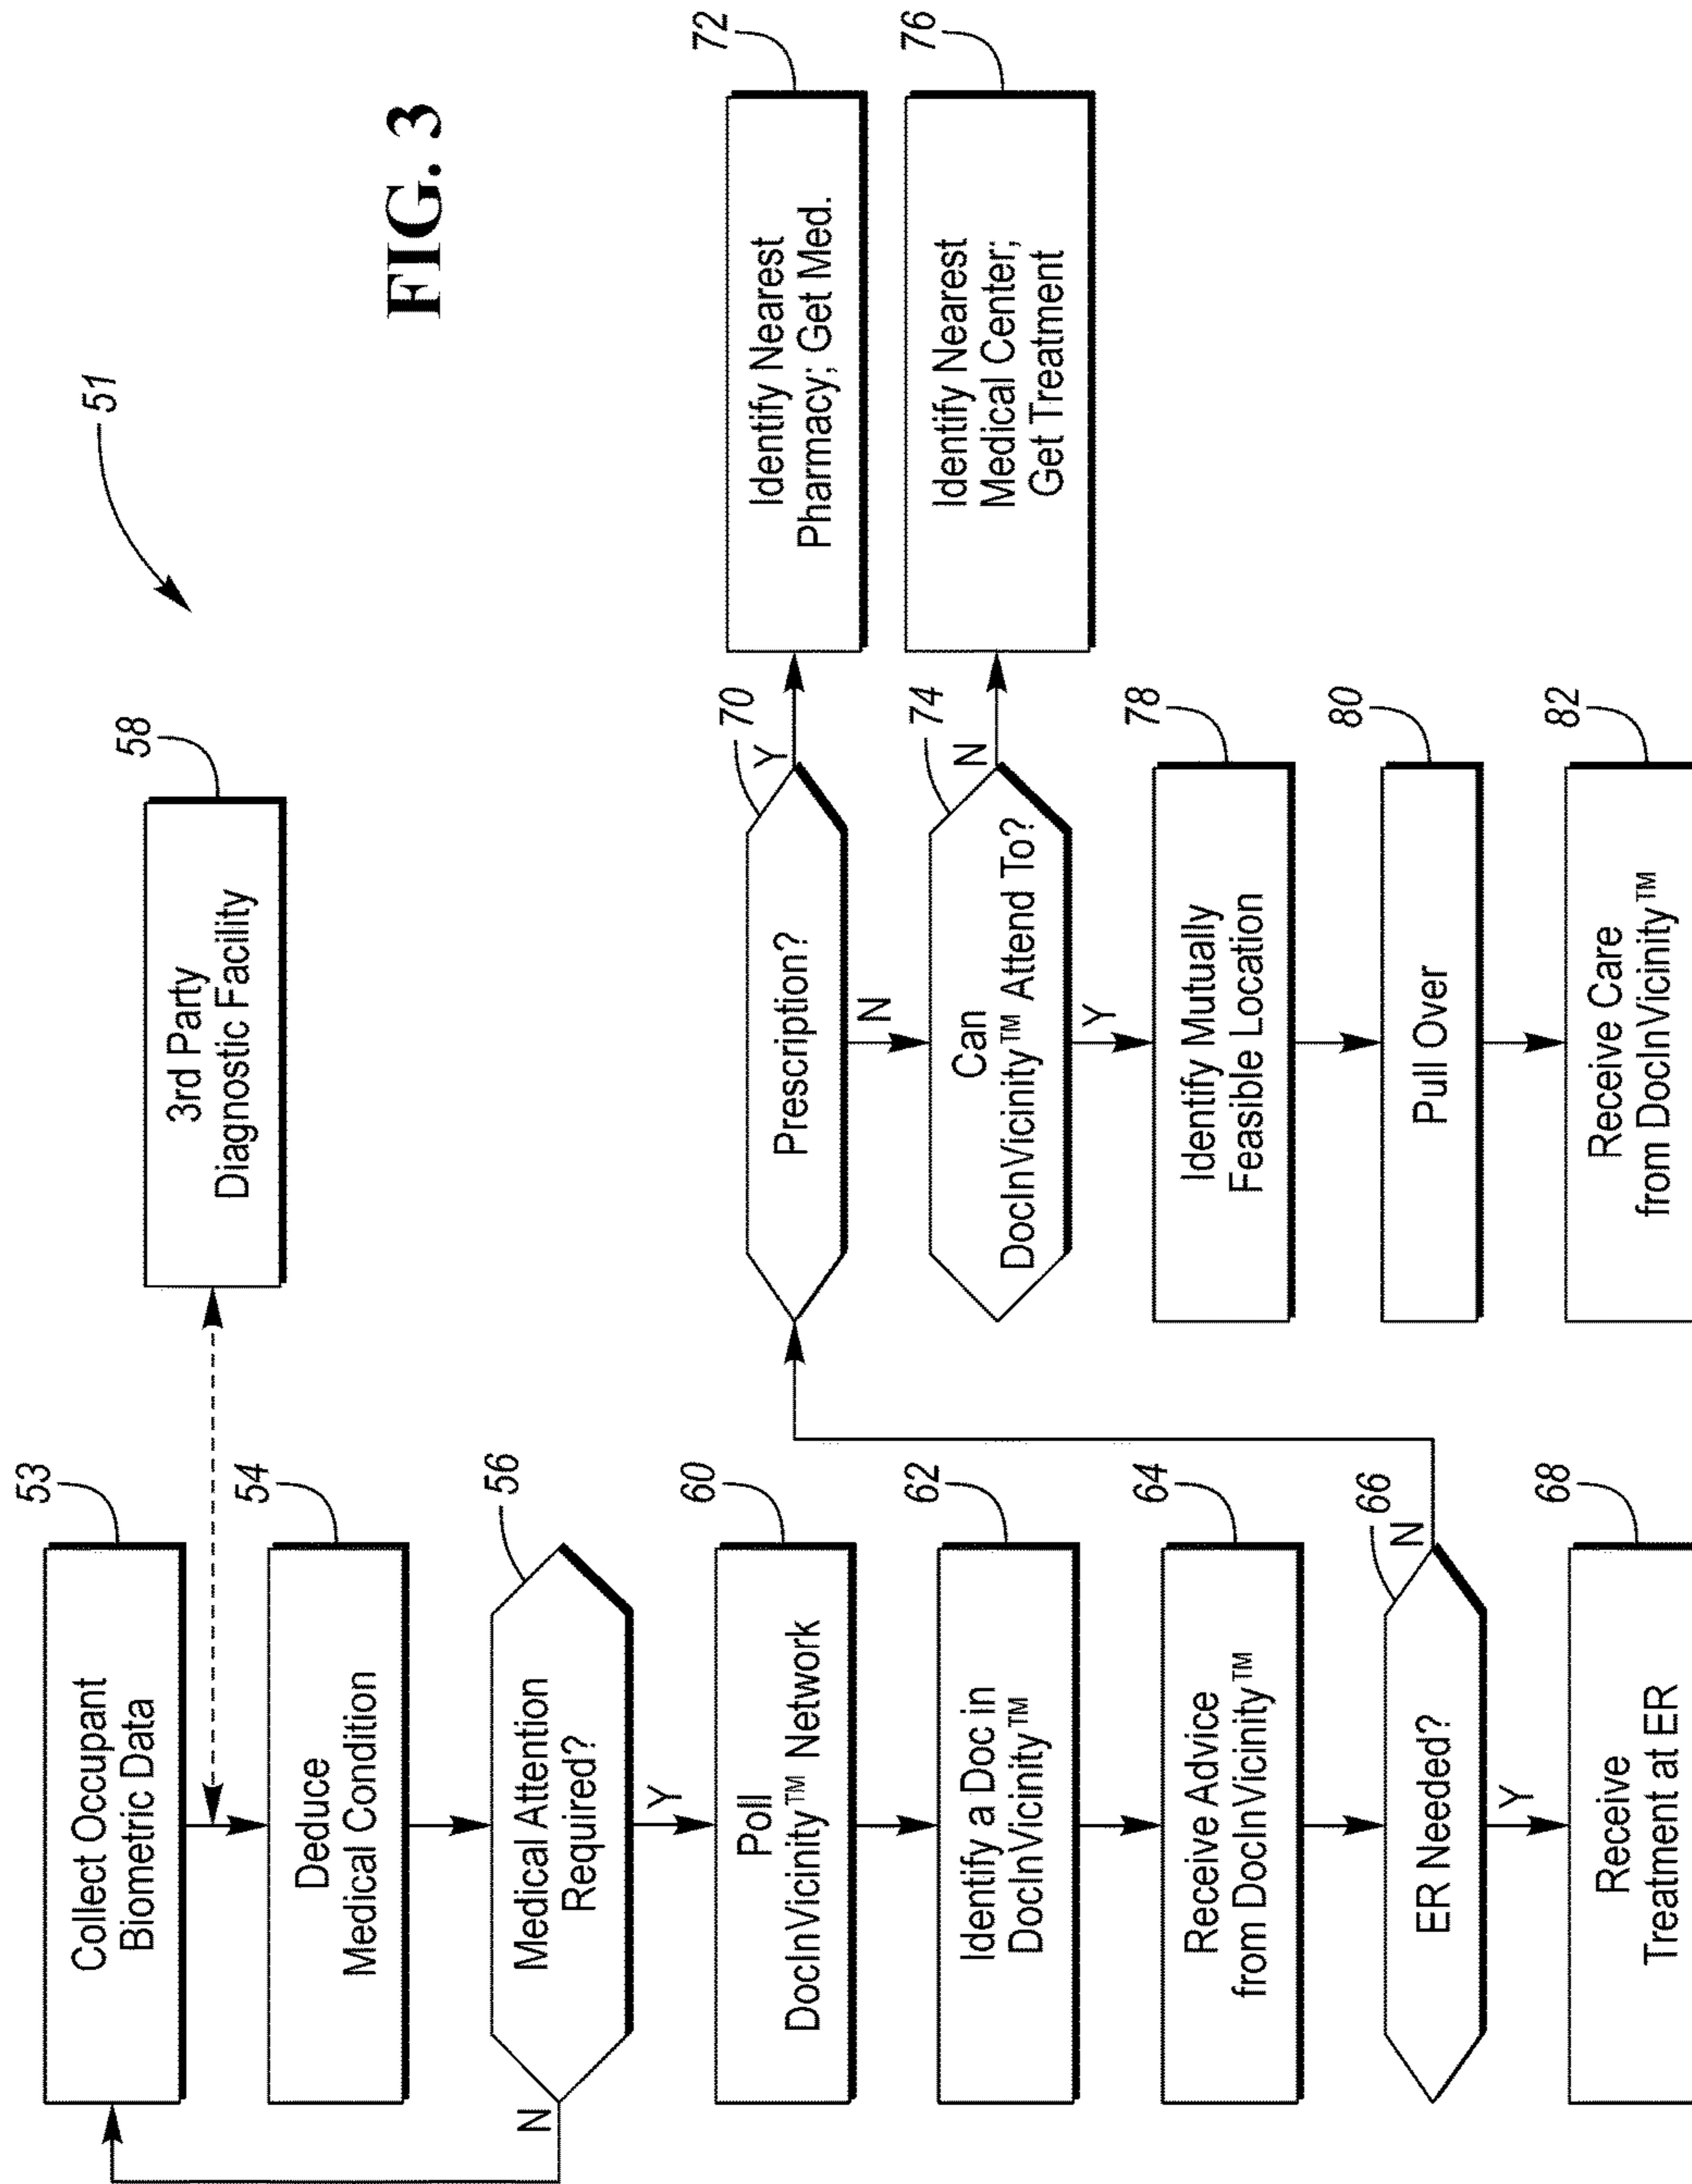 53
Collect Occupant
Biometric Data
58
3rd Party
Diagnostic Facility
51
FIG. 3
54
Deduce
Medical Condition
56
Medical Attention
Required?
N
Y
60
Poll
DocInVicinity™ Network
62
Identify a Doc in
DocInVicinity™
64
Receive Advice
from DocInVicinity™
66
ER Needed?
N
Y
68
Receive
Treatment at ER
70
Prescription?
Y
N
72
Identify Nearest
Pharmacy; Get Med.
74
Can
DocInVicinity™ Attend To?
N
Y
76
Identify Nearest
Medical Center;
Get Treatment
78
Identify Mutually
Feasible Location
80
Pull Over
82
Receive Care
from DocInVicinity™